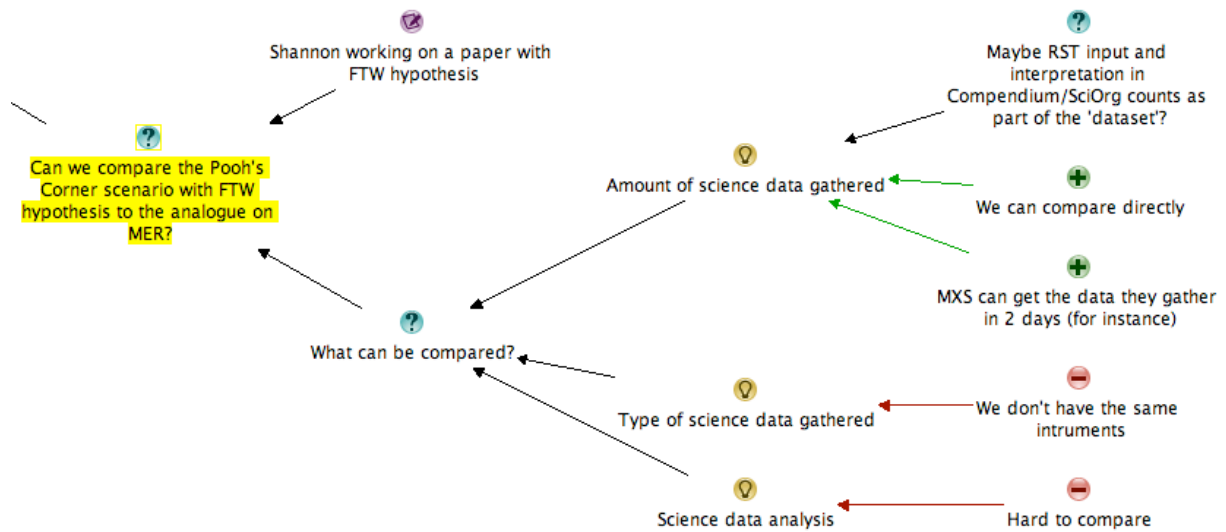 Shannon working on a paper with
FTW hypothesis
Maybe RST input and
interpretation in
Compendium/SciOrg counts as
part of the 'dataset'?
Can we compare the Pooh's
Corner scenario with FTW
hypothesis to the analogue on
MER?
Amount of science data gathered
We can compare directly
MXS can get the data they gather
in 2 days (for instance)
What can be compared?
Type of science data gathered
We don't have the same
intruments
Science data analysis
Hard to compare